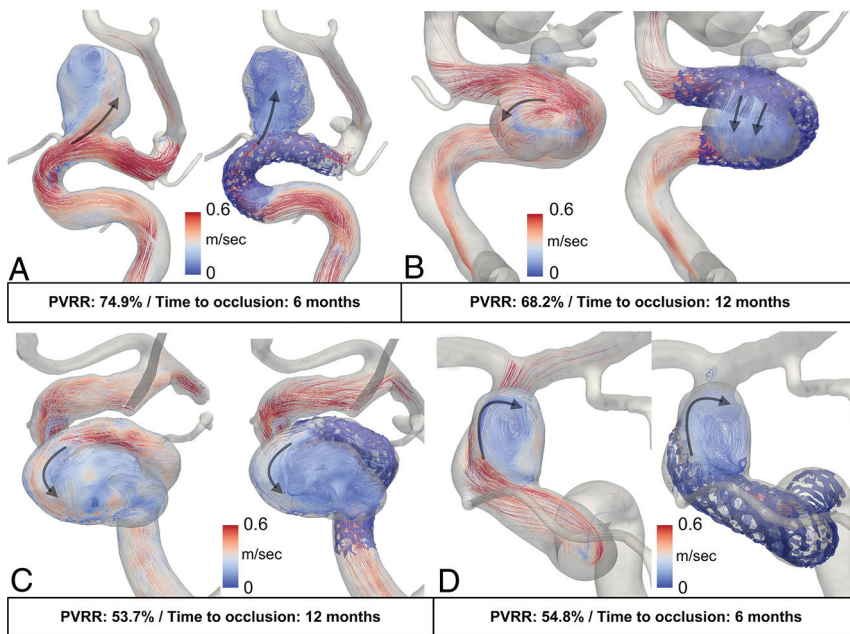 0.6
m/sec
0
A
0.6
m/sec
0
B
PVRR: 74.9% / Time to occlusion: 6 months
PVRR: 68.2% / Time to occlusion: 12 months
0.6
m/sec
0
C
0.6
m/sec
0
D
PVRR: 53.7% / Time to occlusion: 12 months
PVRR: 54.8% / Time to occlusion: 6 months